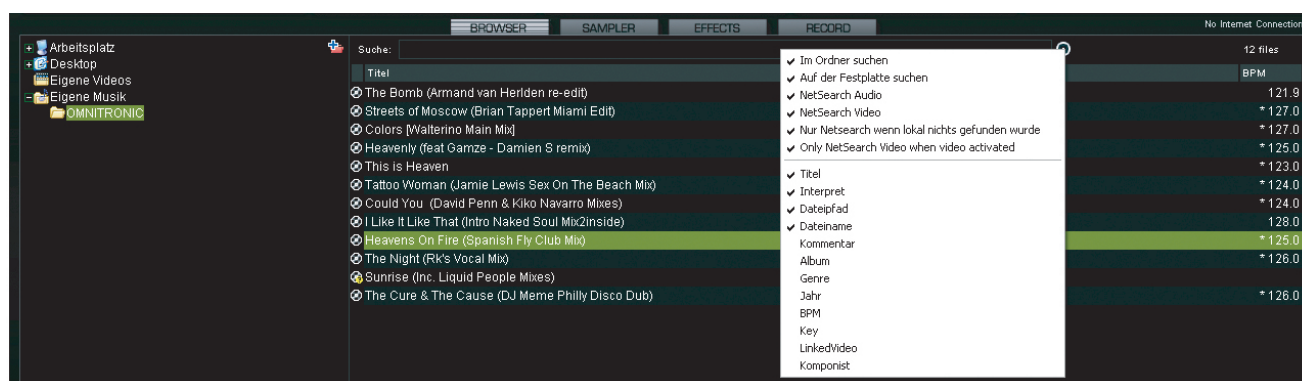 BROWSER SAMPLER EFFECTS RECORD No Internet Connection
Arbeitsplatz
Desktop
Eigene Videos
Eigene Musik
OMNITRONIC
Suche: 12 files
Titel BPM
The Bomb (Armand van Herlden re-edit) 121.9
Streets of Moscow (Brian Tappert Miami Edit) * 127.0
Colors [Walterino Main Mix] * 127.0
Heavenly (feat Gamze - Damien S remix) * 125.0
This is Heaven * 123.0
Tattoo Woman (Jamie Lewis Sex On The Beach Mix) * 124.0
Could You (David Penn & Kiko Navarro Mixes) * 124.0
I Like It Like That (Intro Naked Soul Mix2inside) 128.0
Heavens On Fire (Spanish Fly Club Mix) * 125.0
The Night (Rk's Vocal Mix) * 126.0
Sunrise (Inc. Liquid People Mixes)
The Cure & The Cause (DJ Meme Philly Disco Dub) * 126.0
Im Ordner suchen
Auf der Festplatte suchen
NetSearch Audio
NetSearch Video
Nur Netsearch wenn lokal nichts gefunden wurde
Only NetSearch Video when video activated
Titel
Interpret
Dateipfad
Dateiname
Kommentar
Album
Genre
Jahr
BPM
Key
LinkedVideo
Komponist